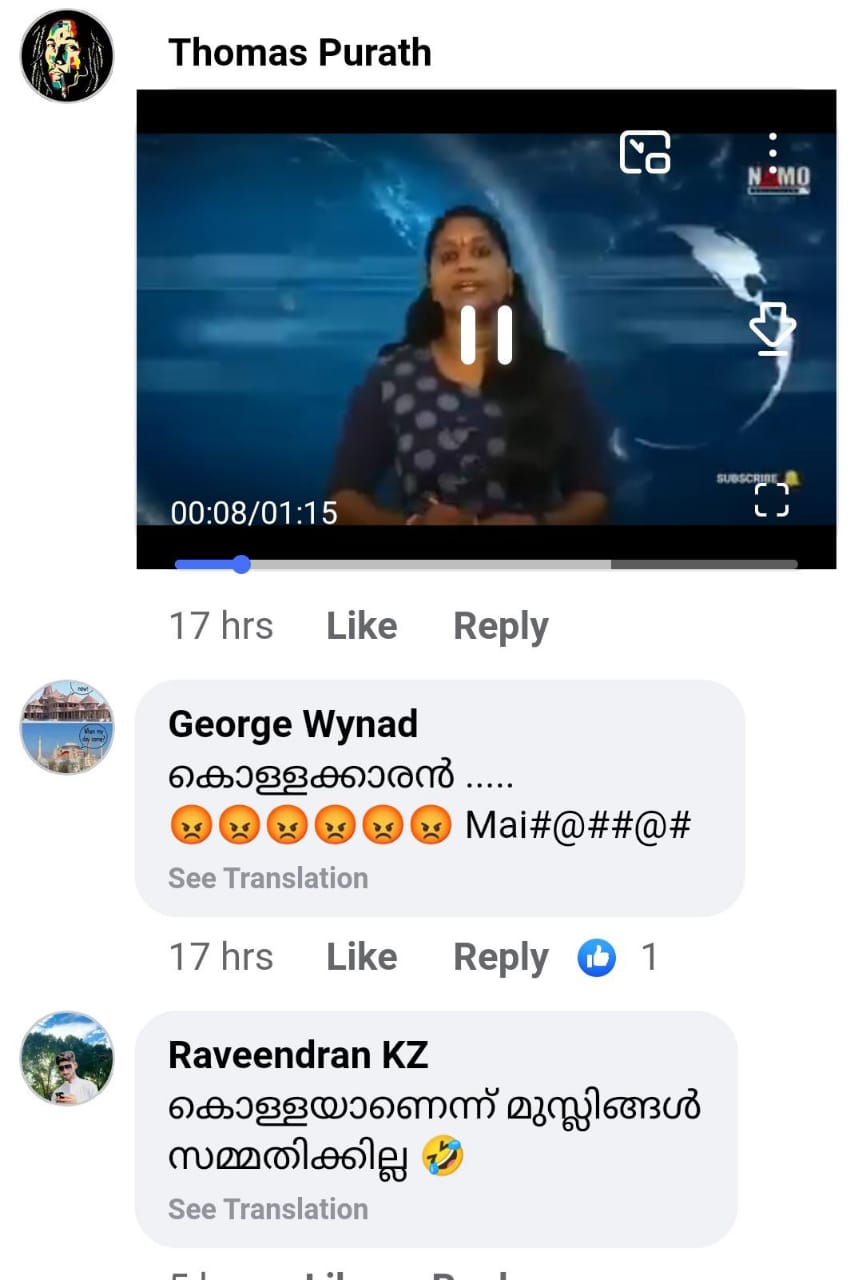 Thomas Purath
NAMO
SUBSCRIBE
00:08/01:15
17 hrs Like Reply
George Wynad
കൊള്ളക്കാരൻ .....
😡😡😡😡😡😡 Mai#@##@#
See Translation
17 hrs Like Reply 👍 1
Raveendran KZ
കൊള്ളയാണെന്ന് മുസ്ലിങ്ങൾ
സമ്മതിക്കില്ല 🤣
See Translation